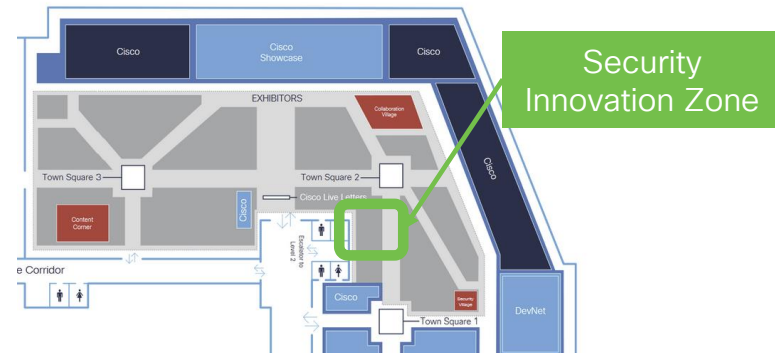 Cisco
Cisco
Showcase
Cisco
Security
Innovation Zone
EXHIBITORS
Collaboration
Village
Cisco
Town Square 3
Town Square 2
Cisco Live Letters
Cisco
Content
Corner
Escalator to
Level 2
e Corridor
Cisco
Security
Village
DevNet
Town Square 1